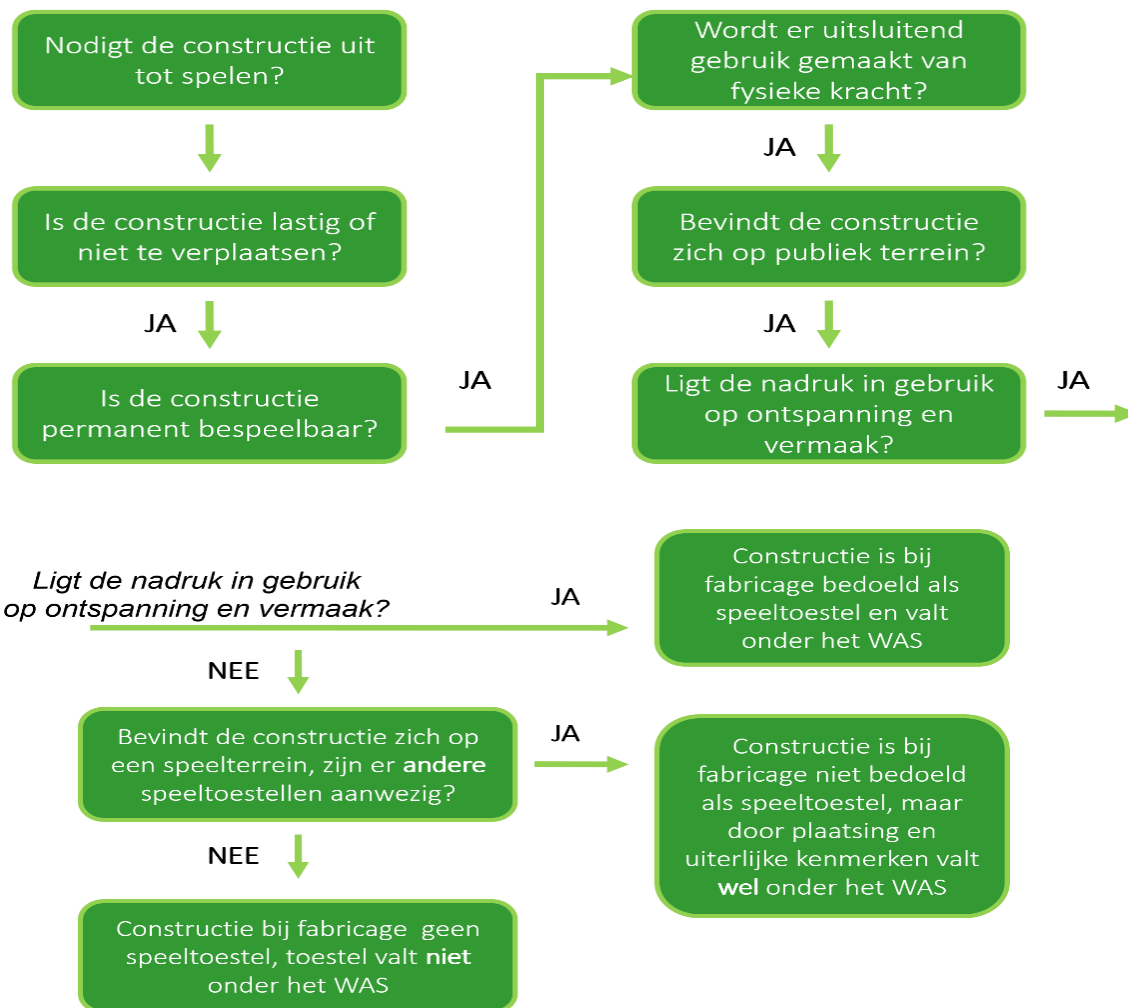 Nodigt de constructie uit
tot spelen?
Is de constructie lastig of
niet te verplaatsen?
JA
Is de constructie
permanent bespeelbaar?
JA
Wordt er uitsluitend
gebruik gemaakt van
fysieke kracht?
JA
Bevindt de constructie
zich op publiek terrein?
JA
Ligt de nadruk in gebruik
op ontspanning en
vermaak?
JA
Ligt de nadruk in gebruik
op ontspanning en vermaak?
JA
Constructie is bij
fabricage bedoeld als
speeltoestel en valt
onder het WAS
NEE
Bevindt de constructie zich op
een speelterrein, zijn er andere
speeltoestellen aanwezig?
JA
Constructie is bij
fabricage niet bedoeld
als speeltoestel, maar
door plaatsing en
uiterlijke kenmerken valt
wel onder het WAS
NEE
Constructie bij fabricage geen
speeltoestel, toestel valt niet
onder het WAS